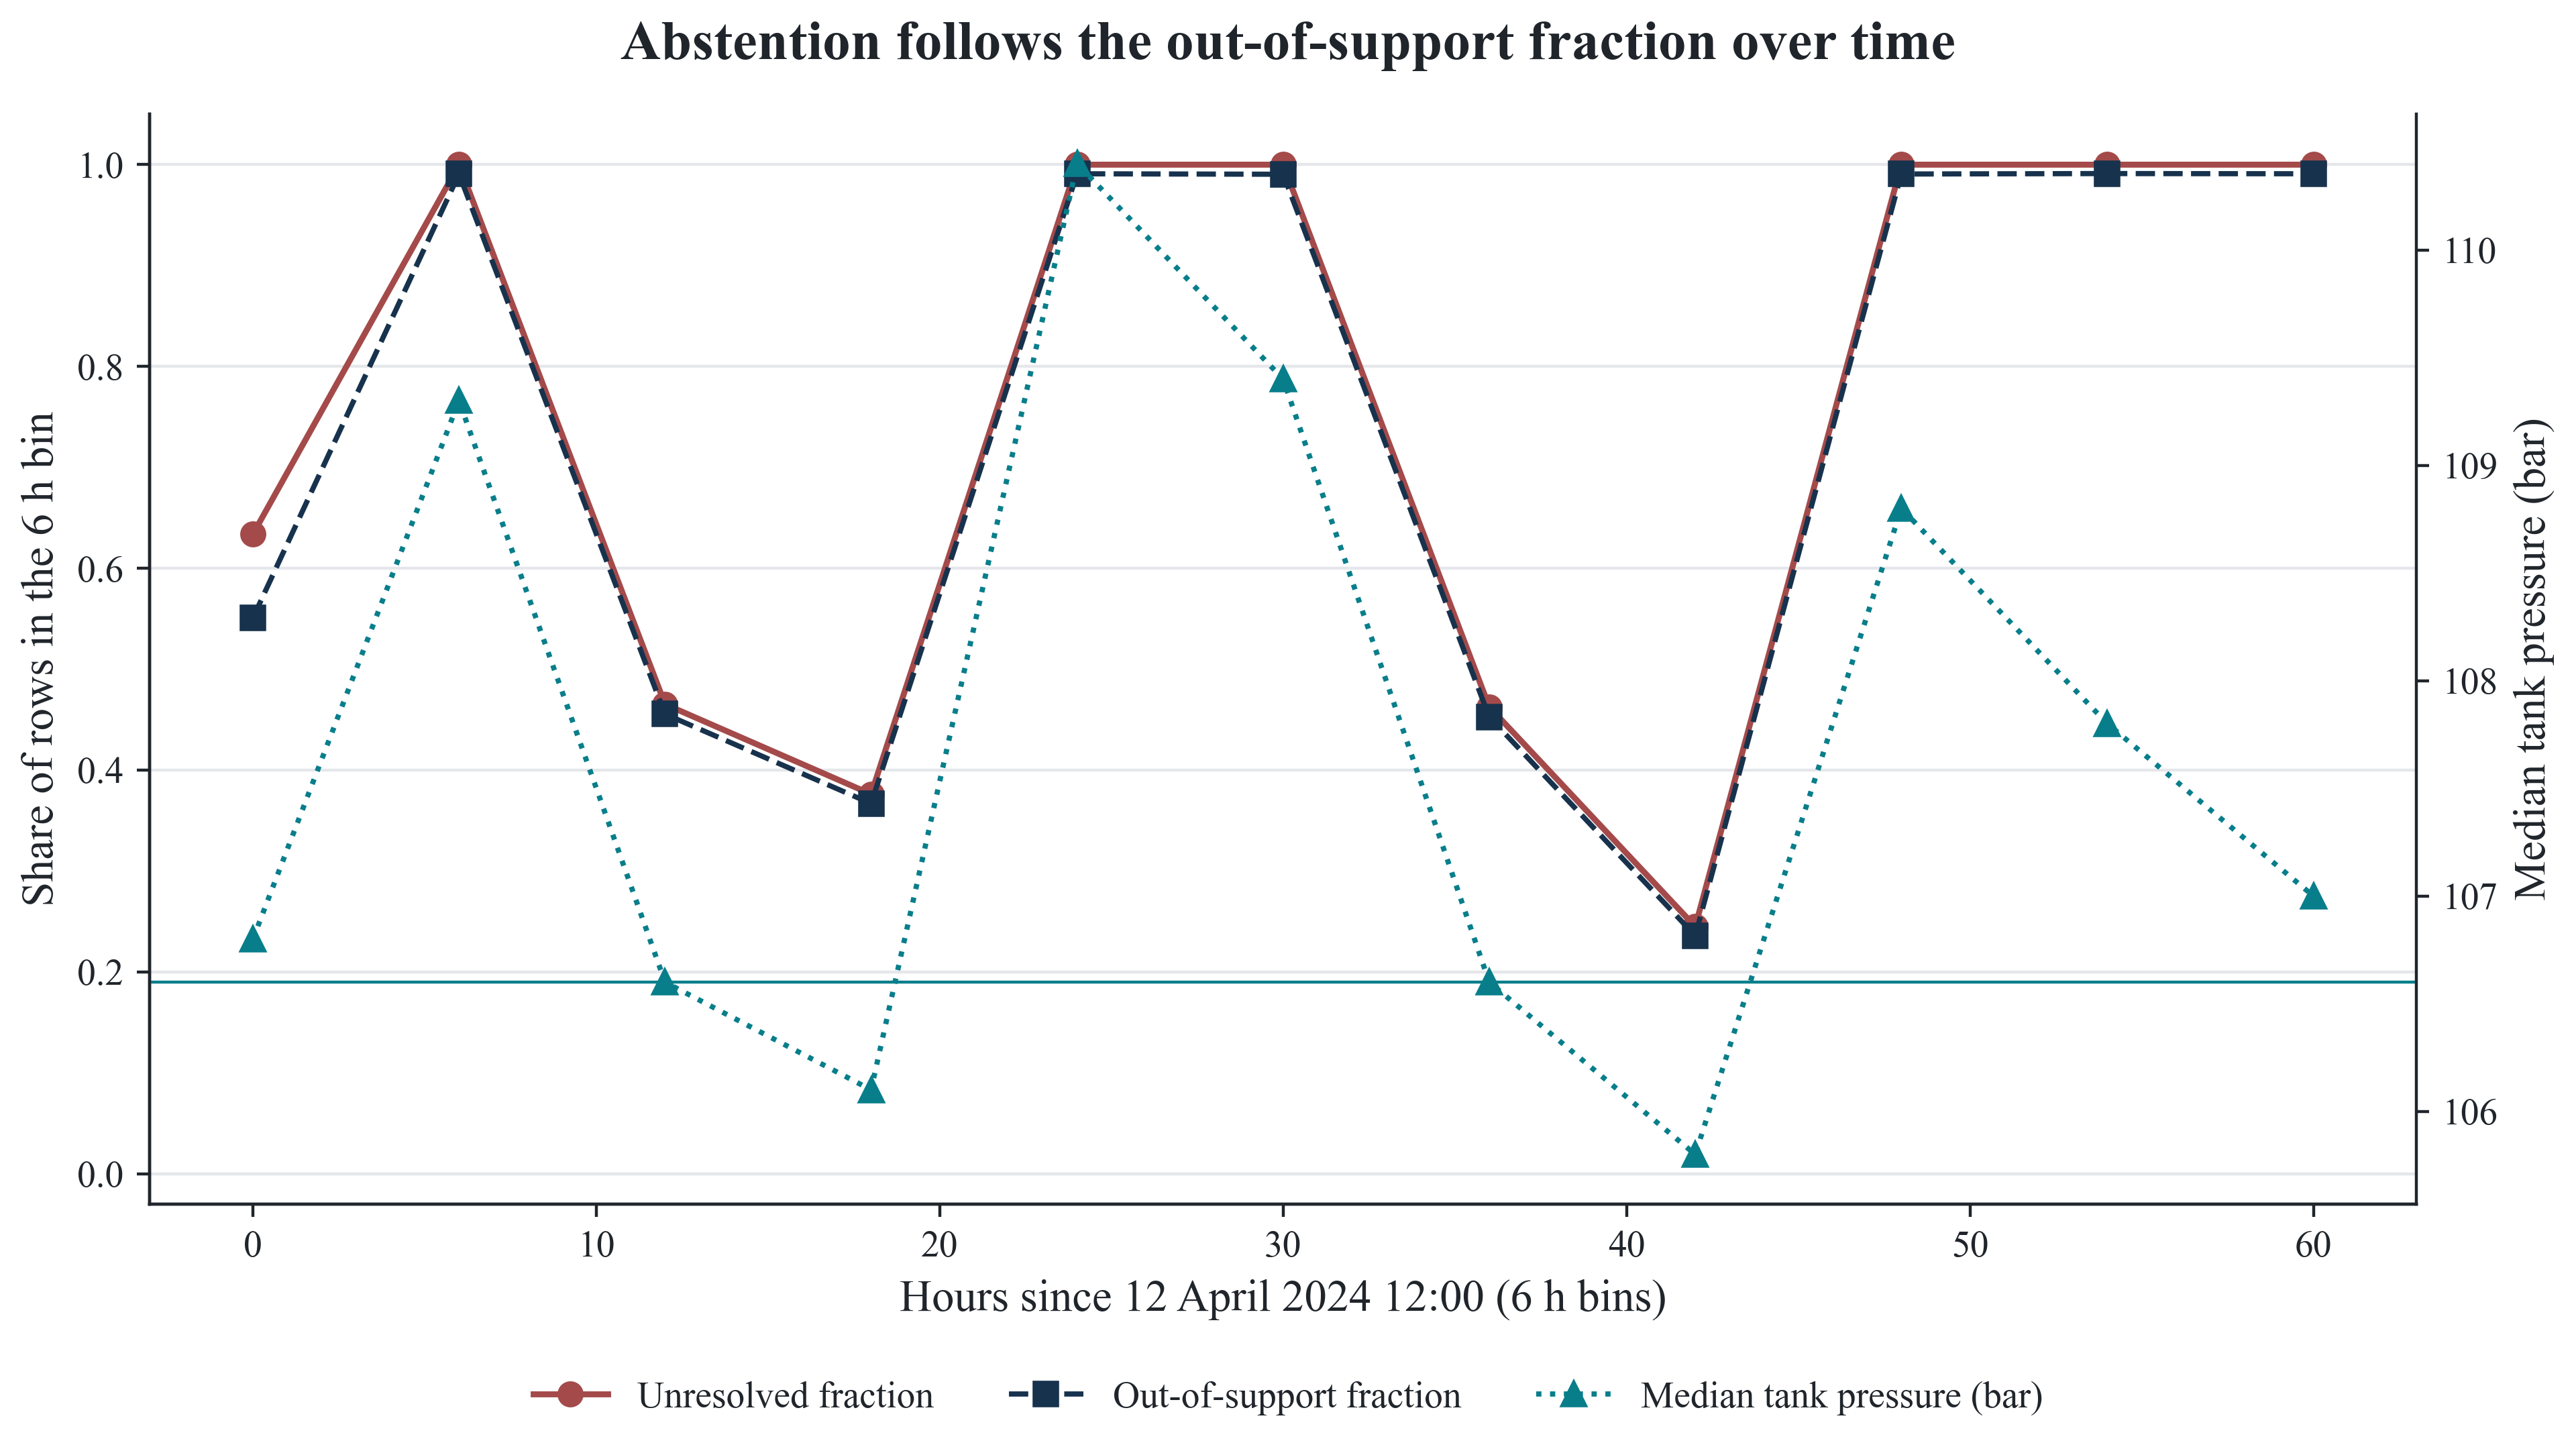 Abstention follows the out-of-support fraction over time
Share of rows in the 6 h bin
1.0
0.8
0.6
0.4
0.2
0.0
110
109
108
107
106
Median tank pressure (bar)
0 10 20 30 40 50 60
Hours since 12 April 2024 12:00 (6 h bins)
Unresolved fraction Out-of-support fraction Median tank pressure (bar)